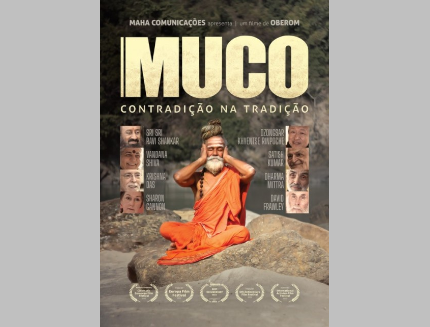 MAHA COMUNICAÇÕES apresenta um filme de OBEROM
MUCO
CONTRADIÇÃO NA TRADIÇÃO
SRI SRI
RAVI SHANKAR
VANDANA
SHIVA
KRISHNA
DAS
SHARON
GANNON
DZONGSAR
KHYENTSE RINPOCHE
SATISH
KUMAR
DHARMA
MITTRA
DAVID
FRAWLEY